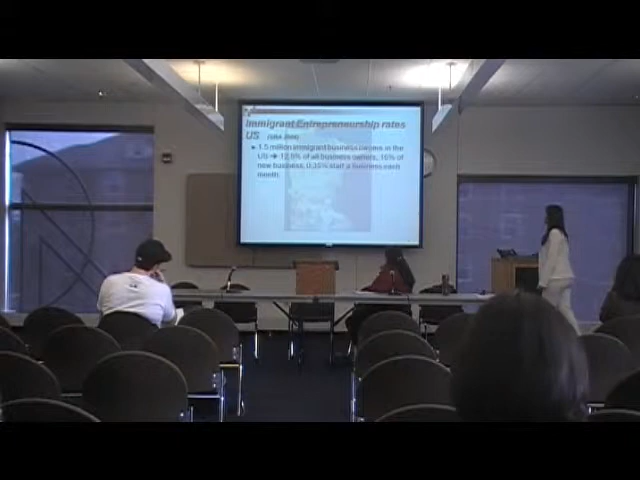 Immigrant Entrepreneurship rates
US
1.5 million immigrant business owners in the
US → 12.5% of all business owners, 16% of
new business, 0.35% start a business each
month.